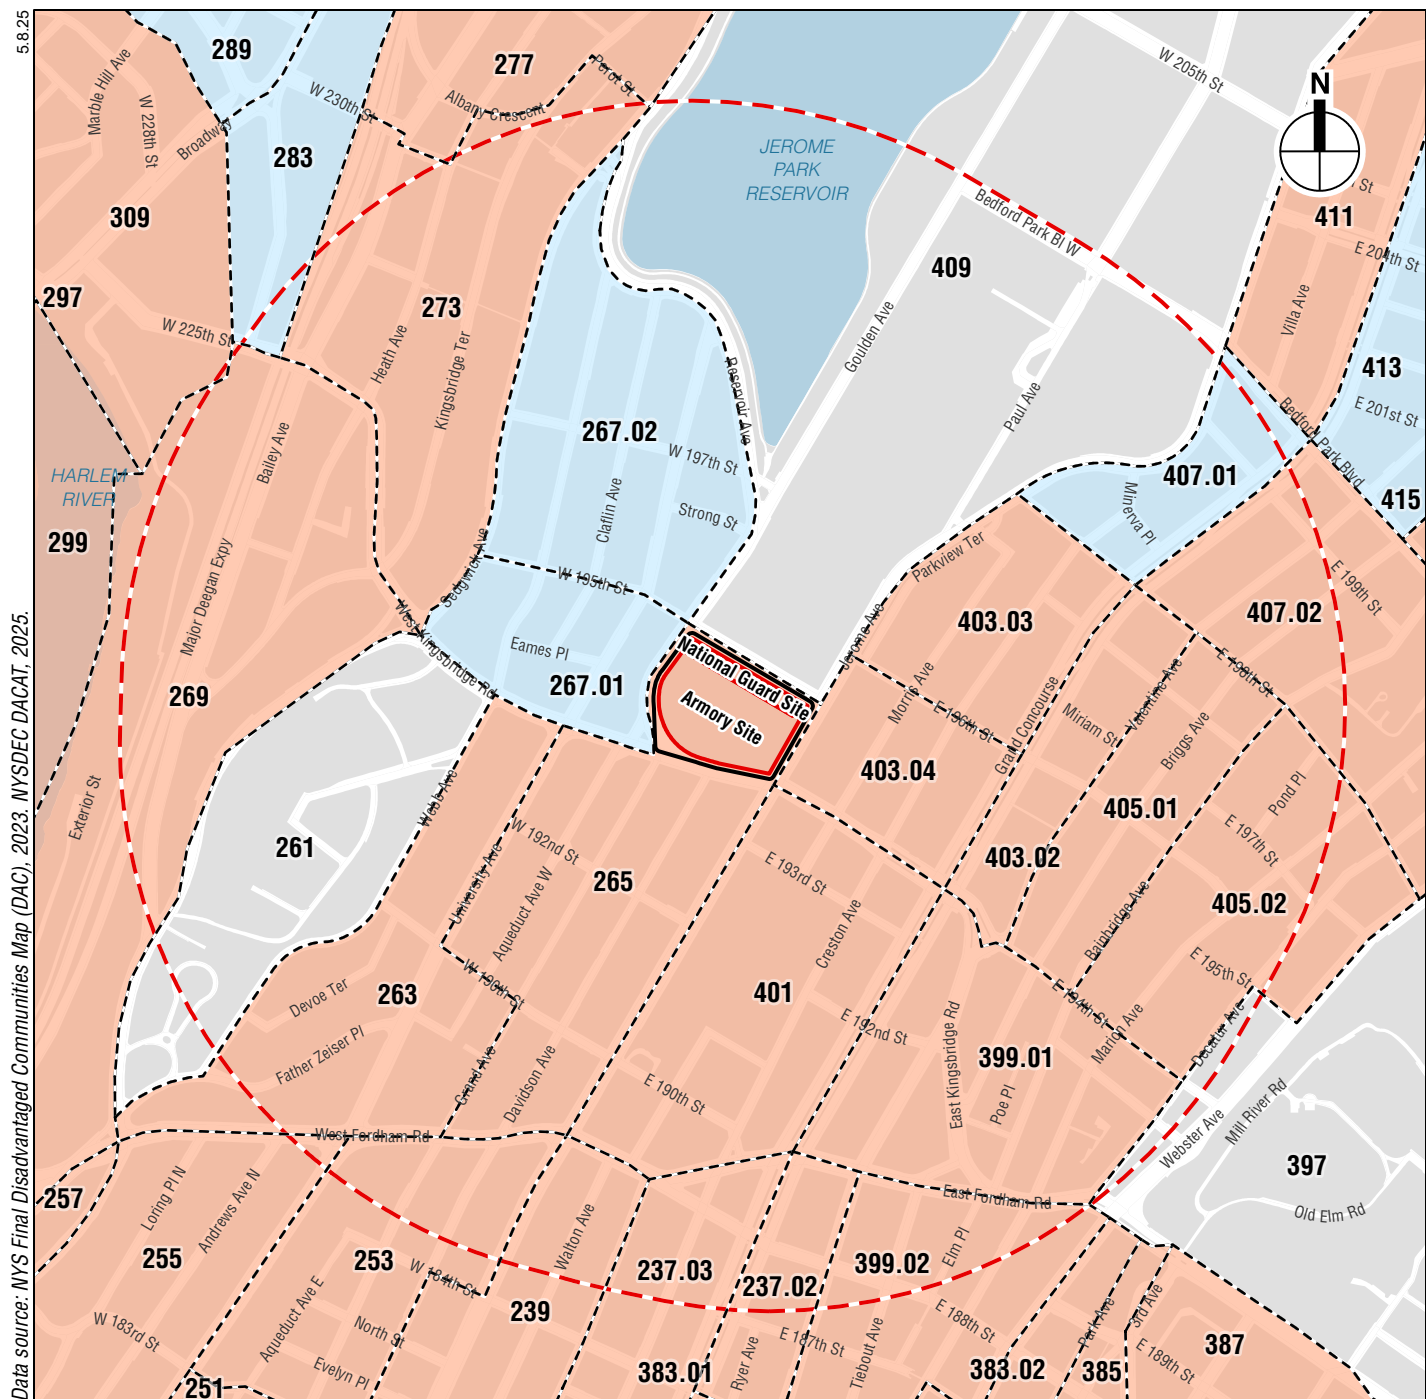 5.8.25
Data source: NYS Final Disadvantaged Communities Map (DAC), 2023. NYSDEC DACAT, 2025.
289
277
Perot St
W 205th St
N
Marble Hill Ave
W 228th St
Broadway
W 230th St
Albany Crescent
283
JEROME
PARK
RESERVOIR
St
309
411
Bedford Park Bl W
E 204th St
409
297
273
W 225th St
Heath Ave
Kingsbridge Ter
Goulden Ave
Villa Ave
413
Reservoir Ave
Paul Ave
E 201st St
267.02
W 197th St
Bedford Park Blvd
Bailey Ave
HARLEM
RIVER
407.01
415
Claflin Ave
Strong St
Minerva Pl
299
Major Deegan Expy
Sedgwick Ave
W 195th St
Parkview Ter
E 199th St
West Kingsbridge Rd
Eames Pl
403.03
407.02
Jerome Ave
National Guard Site
Armory Site
267.01
269
E 198th St
Morris Ave
E 196th St
Grand Concourse
Miriam St
Valentine Ave
Briggs Ave
403.04
Exterior St
Webb Ave
405.01
Pond Pl
261
W 192nd St
E 193rd St
403.02
E 197th St
University Ave
Aqueduct Ave W
265
Bainbridge Ave
405.02
Creston Ave
W 190th St
E 195th St
263
401
Devoe Ter
E 194th St
E 192nd St
Father Zeiser Pl
East Kingsbridge Rd
Marion Ave
Decatur Ave
399.01
Grand Ave
Davidson Ave
E 190th St
Poe Pl
West Fordham Rd
Webster Ave
Mill River Rd
397
257
Loring Pl N
Andrews Ave N
East Fordham Rd
Old Elm Rd
255
253
W 184th St
Walton Ave
237.03
237.02
399.02
Elm Pl
239
Aqueduct Ave E
W 183rd St
North St
Evelyn Pl
E 187th St
E 188th St
Park Ave
3rd Ave
Ryer Ave
Tiebout Ave
E 189th St
387
251
383.01
383.02
385